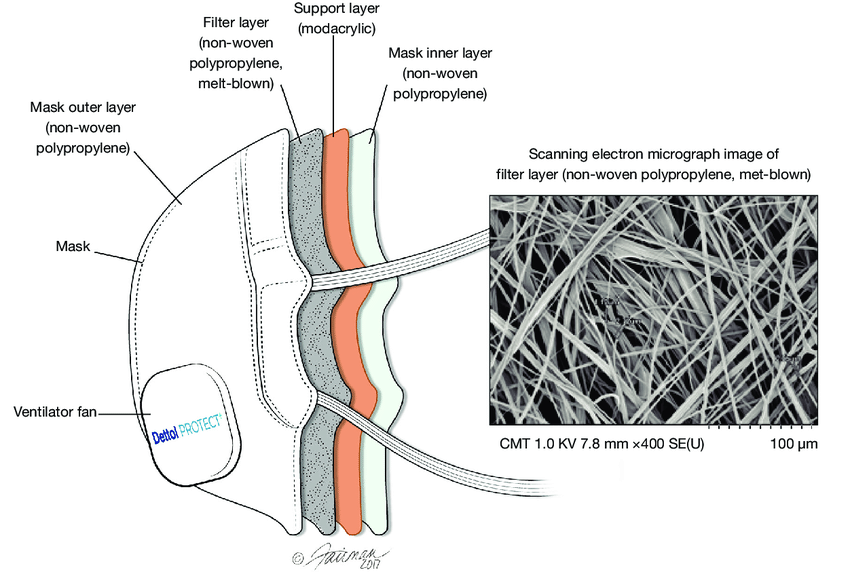 Support layer
(modacrylic)
Filter layer
(non-woven
polypropylene,
melt-blown)
Mask inner layer
(non-woven
polypropylene)
Mask outer layer
(non-woven
polypropylene)
Scanning electron micrograph image of
filter layer (non-woven polypropylene, met-blown)
Mask
Ventilator fan
Dettol PROTECT+
CMT 1.0 KV 7.8 mm ×400 SE(U)
100 µm
© Fairman
2017